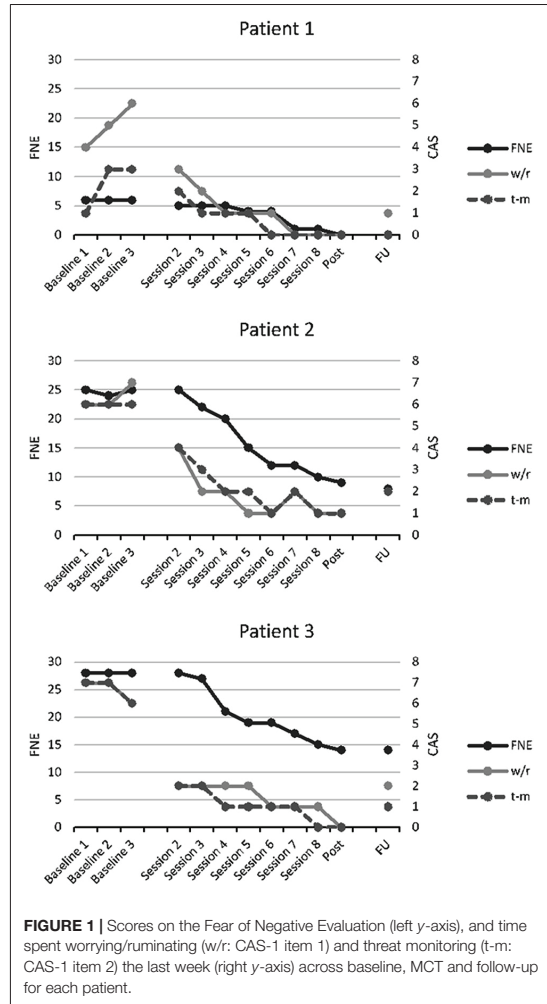 Patient 1
30
25
20
15
10
5
0
FNE
8
7
6
5
4
3
2
1
0
CAS
FNE
w/r
t-m
Baseline 1
Baseline 2
Baseline 3
Session 2
Session 3
Session 4
Session 5
Session 6
Session 7
Session 8
Post
FU
Patient 2
30
25
20
15
10
5
0
FNE
8
7
6
5
4
3
2
1
0
CAS
FNE
w/r
t-m
Baseline 1
Baseline 2
Baseline 3
Session 2
Session 3
Session 4
Session 5
Session 6
Session 7
Session 8
Post
FU
Patient 3
30
25
20
15
10
5
0
FNE
8
7
6
5
4
3
2
1
0
CAS
FNE
w/r
t-m
Baseline 1
Baseline 2
Baseline 3
Session 2
Session 3
Session 4
Session 5
Session 6
Session 7
Session 8
Post
FU
FIGURE 1 | Scores on the Fear of Negative Evaluation (left y-axis), and time
spent worrying/ruminating (w/r: CAS-1 item 1) and threat monitoring (t-m:
CAS-1 item 2) the last week (right y-axis) across baseline, MCT and follow-up
for each patient.